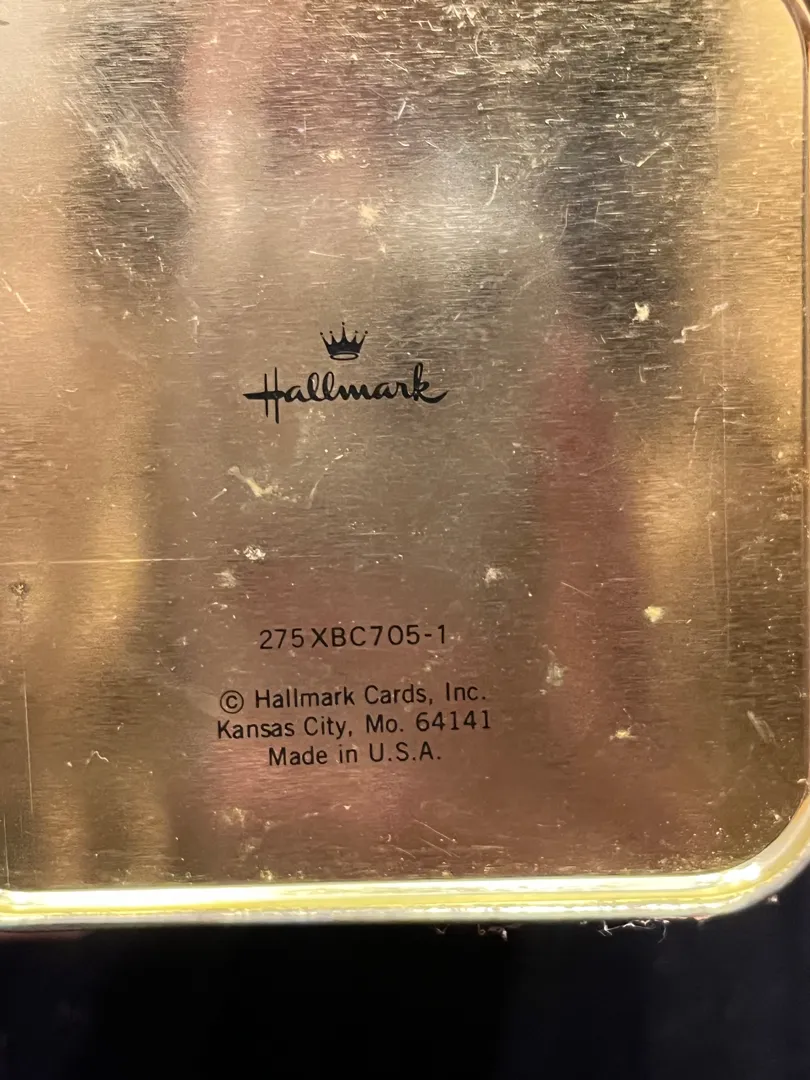 Hallmark
275XBC705-1
© Hallmark Cards, Inc.
Kansas City, Mo. 64141
Made in U.S.A.